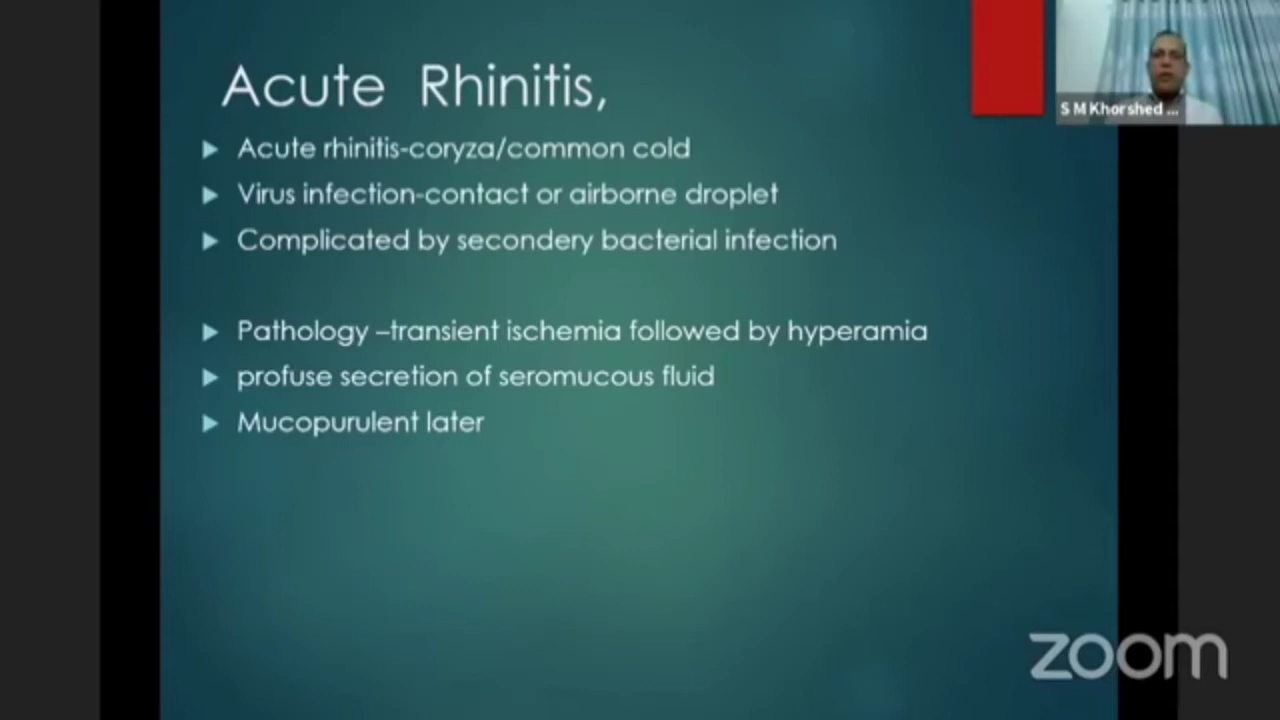 Acute Rhinitis,
Acute rhinitis-coryza/common cold
Virus infection-contact or airborne droplet
Complicated by secondery bacterial infection
Pathology –transient ischemia followed by hyperamia
profuse secretion of seromucous fluid
Mucopurulent later
S M Khorshed ...
zoom